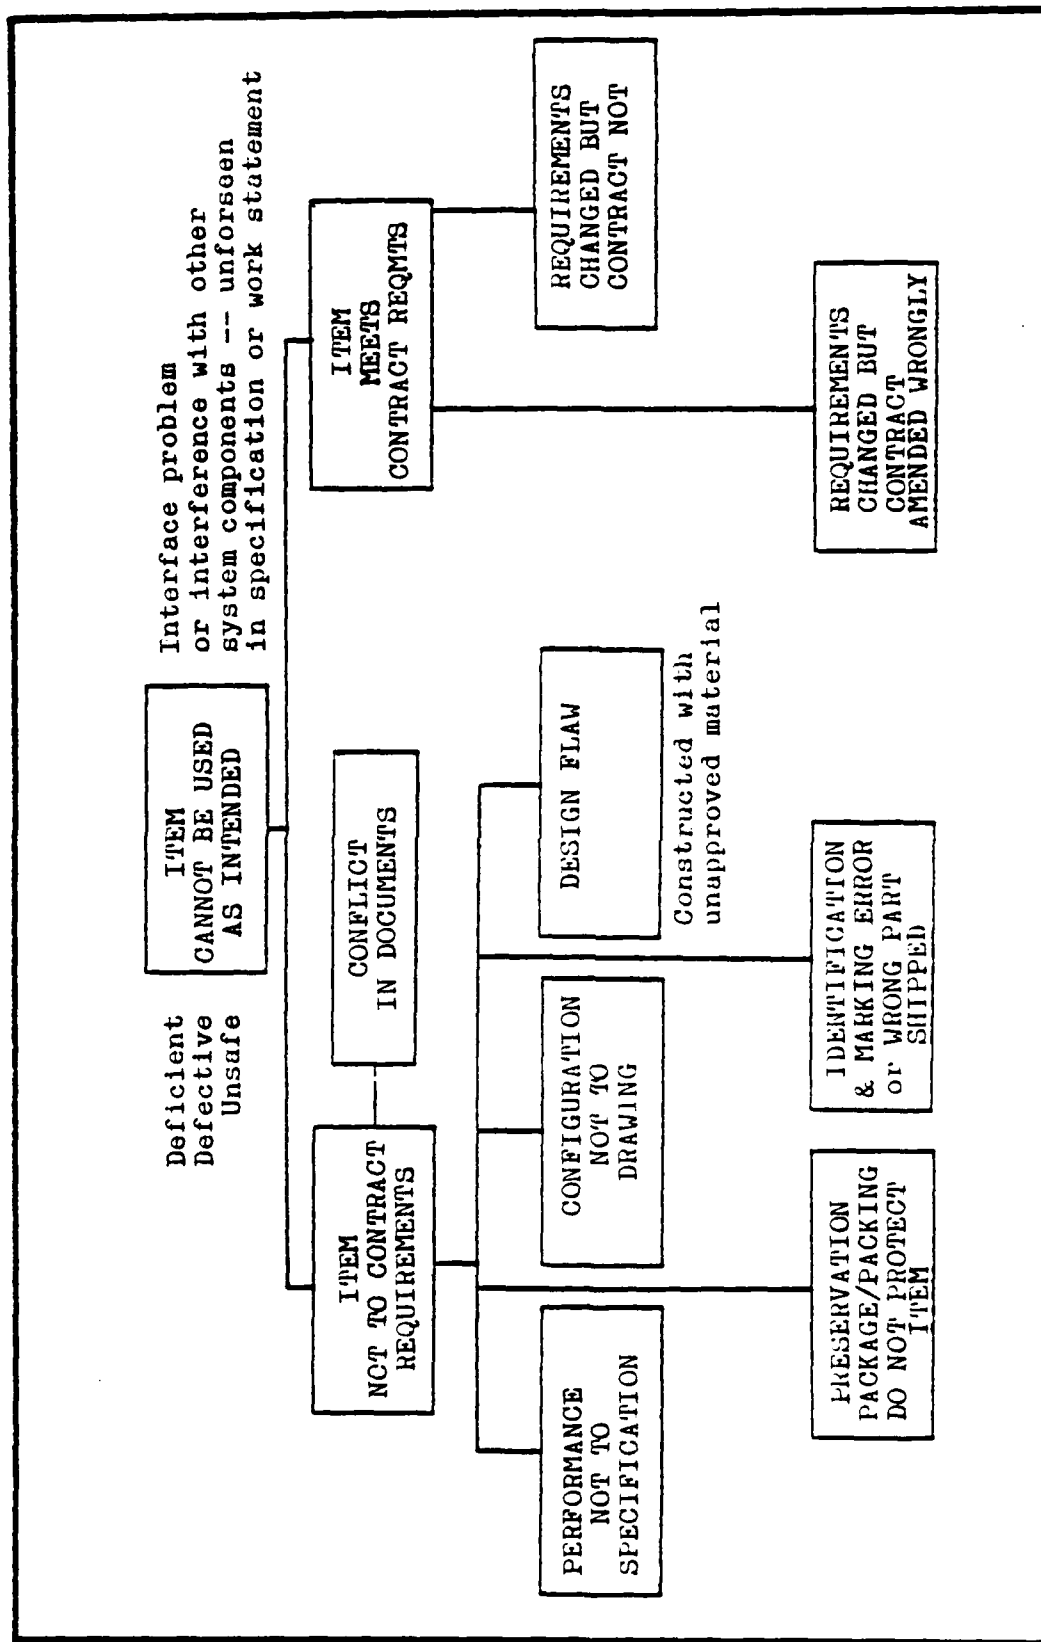 ITEM
CANNOT BE USED
AS INTENDED
Deficient
Defective
Unsafe
Interface problem
or interference with other
system components -- unforseen
in specification or work statement
ITEM
NOT TO CONTRACT
REQUIREMENTS
CONFLICT
IN DOCUMENTS
ITEM
MEETS
CONTRACT REQMTS
PERFORMANCE
NOT TO
SPECIFICATION
CONFIGURATION
NOT TO
DRAWING
DESIGN FLAW
Constructed with
unapproved material
REQUIREMENTS
CHANGED BUT
CONTRACT NOT
PRESERVATION
PACKAGE/PACKING
DO NOT PROTECT
ITEM
IDENTIFICATION
& MARKING ERROR
or WRONG PART
SHIPPED
REQUIREMENTS
CHANGED BUT
CONTRACT
AMENDED WRONGLY